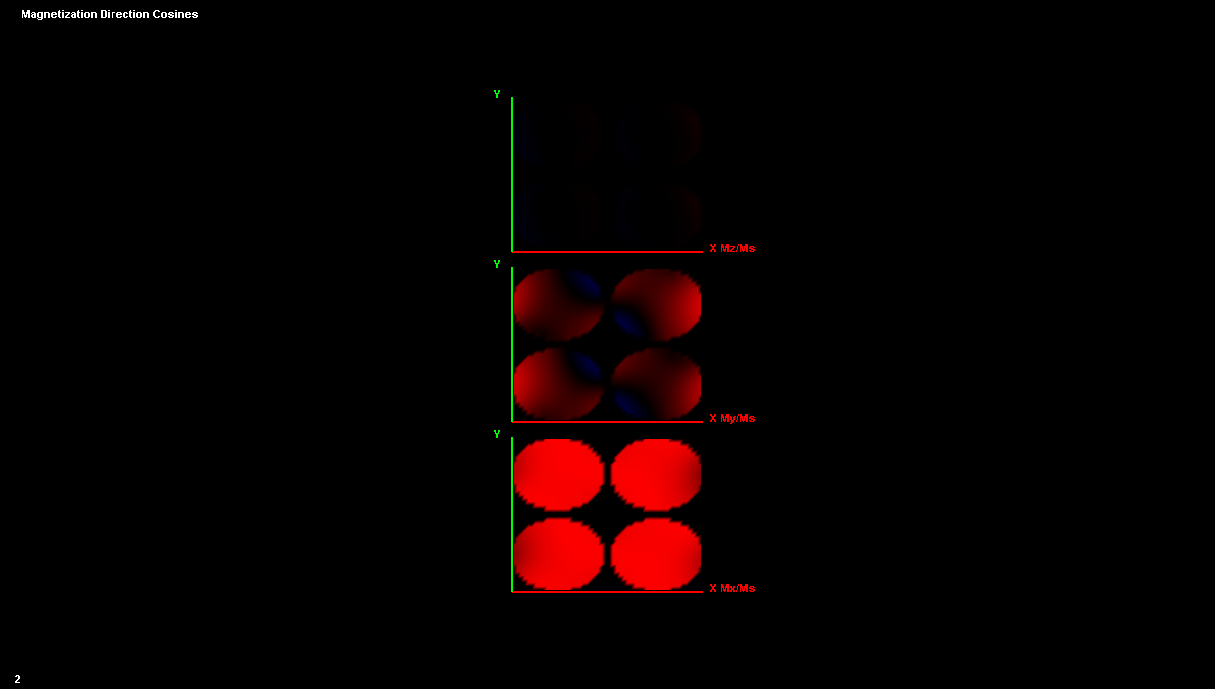 Magnetization Direction Cosines
Y
X Mz/Ms
Y
X My/Ms
Y
X Mx/Ms
2